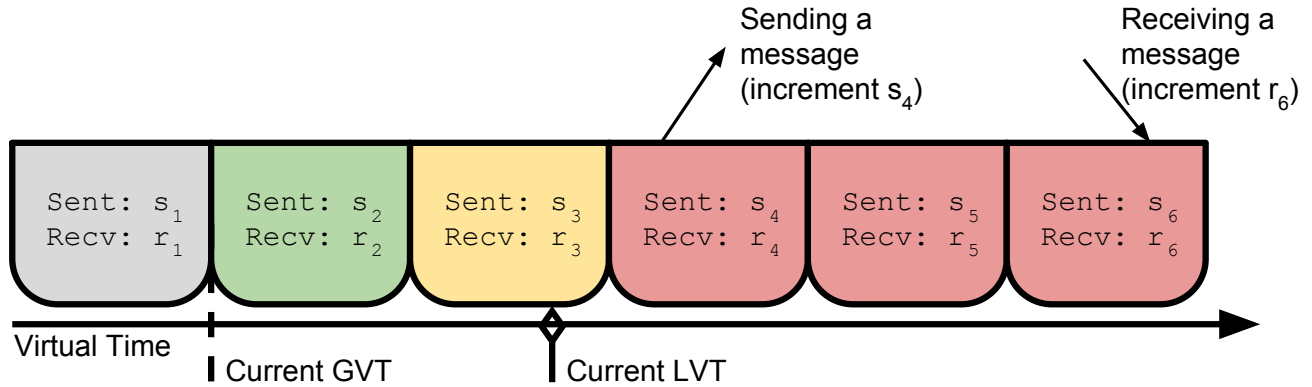 Sending a
message
(increment s₄)
Receiving a
message
(increment r₆)
Sent: s₁
Recv: r₁
Sent: s₂
Recv: r₂
Sent: s₃
Recv: r₃
Sent: s₄
Recv: r₄
Sent: s₅
Recv: r₅
Sent: s₆
Recv: r₆
Virtual Time
Current GVT
Current LVT